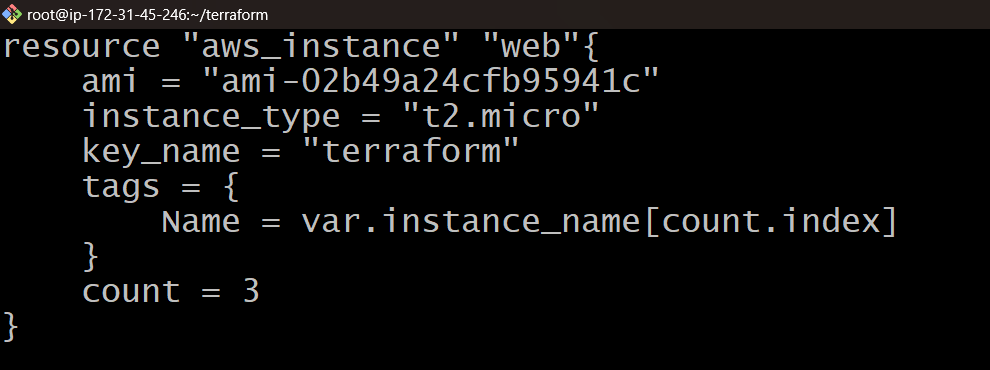 root@ip-172-31-45-246:~/terraform
resource "aws_instance" "web"{
    ami = "ami-02b49a24cfb95941c"
    instance_type = "t2.micro"
    key_name = "terraform"
    tags = {
        Name = var.instance_name[count.index]
    }
    count = 3
}